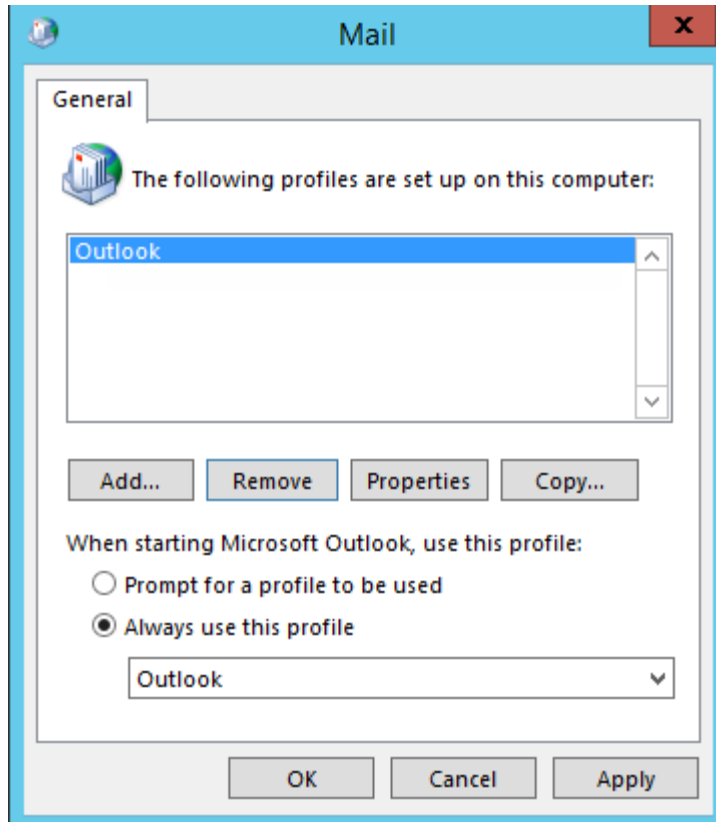 Mail
x
General
The following profiles are set up on this computer:
Outlook
Add... Remove Properties Copy...
When starting Microsoft Outlook, use this profile:
Prompt for a profile to be used
Always use this profile
Outlook
OK Cancel Apply